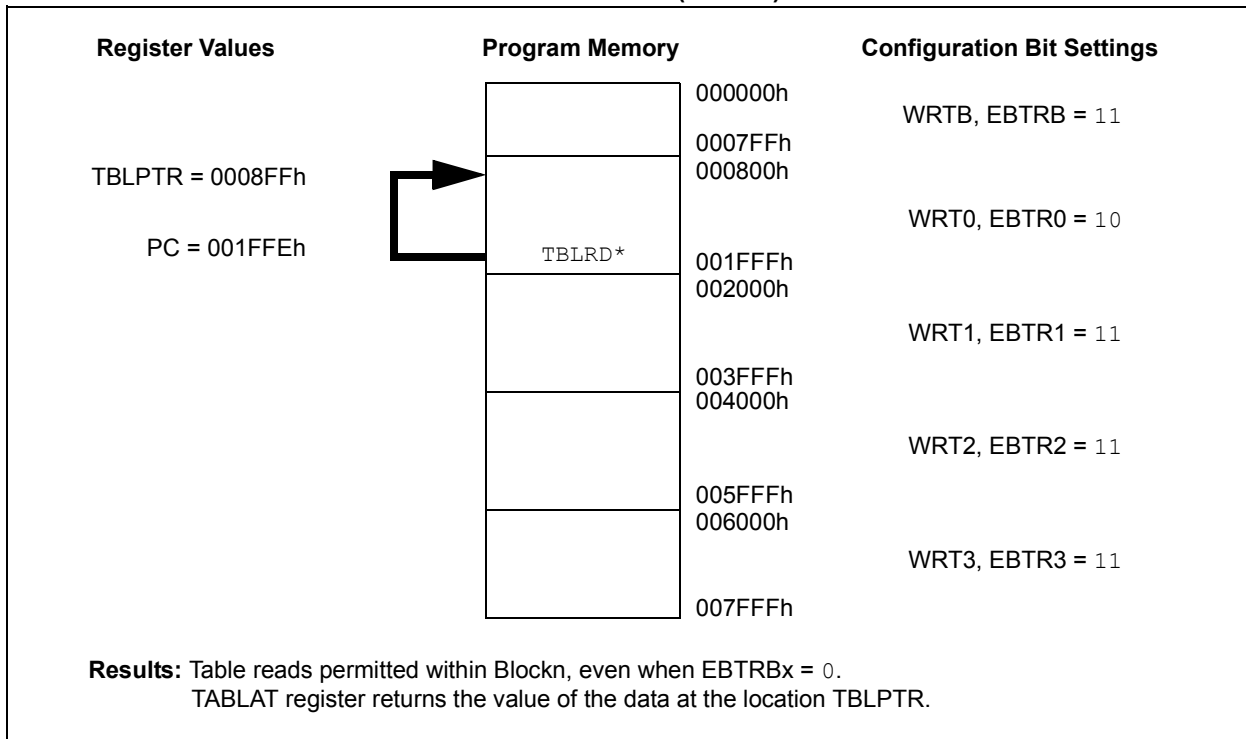 Register Values
Program Memory
Configuration Bit Settings
000000h
WRTB, EBTRB = 11
0007FFh
000800h
TBLPTR = 0008FFh
WRT0, EBTR0 = 10
PC = 001FFEh
TBLRD*
001FFFh
002000h
WRT1, EBTR1 = 11
003FFFh
004000h
WRT2, EBTR2 = 11
005FFFh
006000h
WRT3, EBTR3 = 11
007FFFh
Results: Table reads permitted within Blockn, even when EBTRBx = 0.
TABLAT register returns the value of the data at the location TBLPTR.